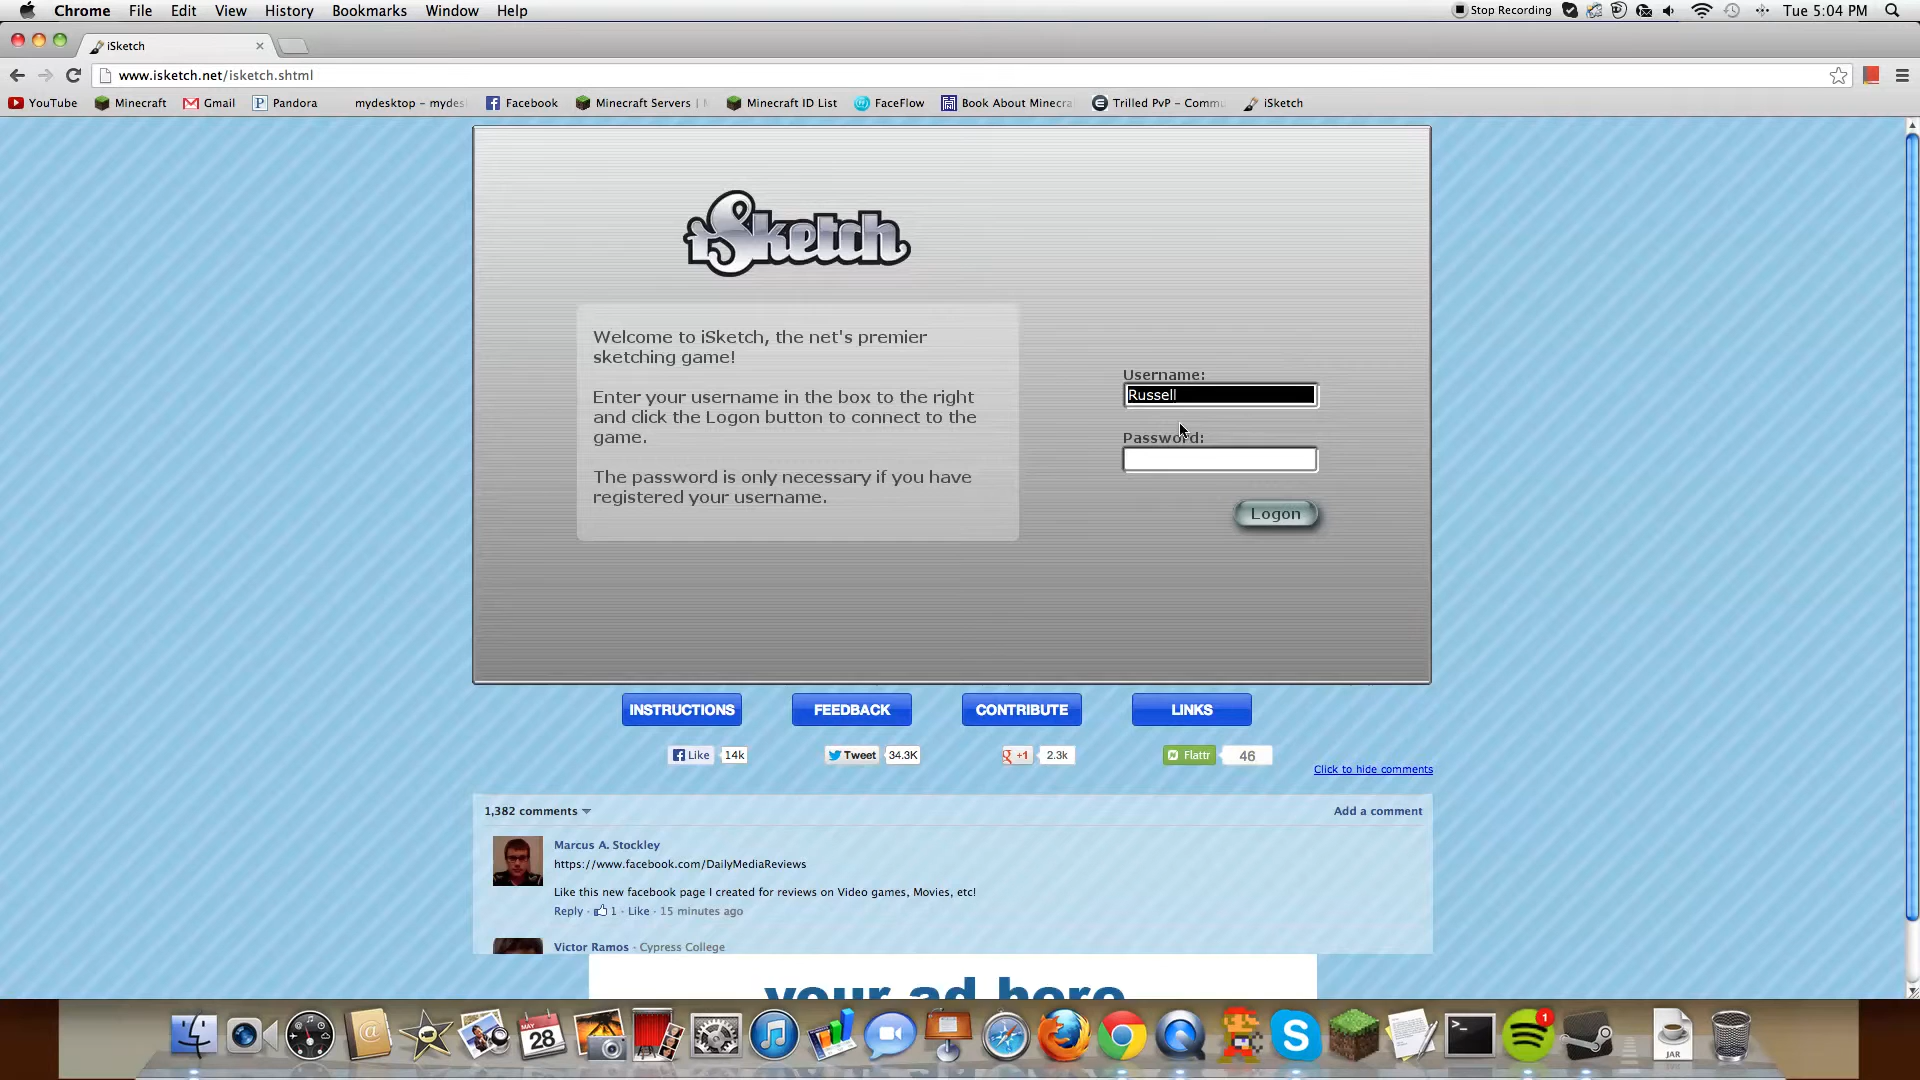 Chrome File Edit View History Bookmarks Window Help
Stop Recording Tue 5:04 PM
iSketch
www.isketch.net/isketch.shtml
YouTube Minecraft Gmail Pandora mydesktop – mydes Facebook Minecraft Servers | Minecraft ID List FaceFlow Book About Minecra Trilled PvP – Commu iSketch
iSketch
Welcome to iSketch, the net's premier
sketching game!
Enter your username in the box to the right
and click the Logon button to connect to the
game.
The password is only necessary if you have
registered your username.
Username:
Russell
Password:
Logon
INSTRUCTIONS FEEDBACK CONTRIBUTE LINKS
Like 14k Tweet 34.3K +1 2.3k Flattr 46
Click to hide comments
1,382 comments Add a comment
Marcus A. Stockley
https://www.facebook.com/DailyMediaReviews
Like this new facebook page I created for reviews on Video games, Movies, etc!
Reply · 1 · Like · 15 minutes ago
Victor Ramos · Cypress College
your ad here
MAY
28
1
JAR